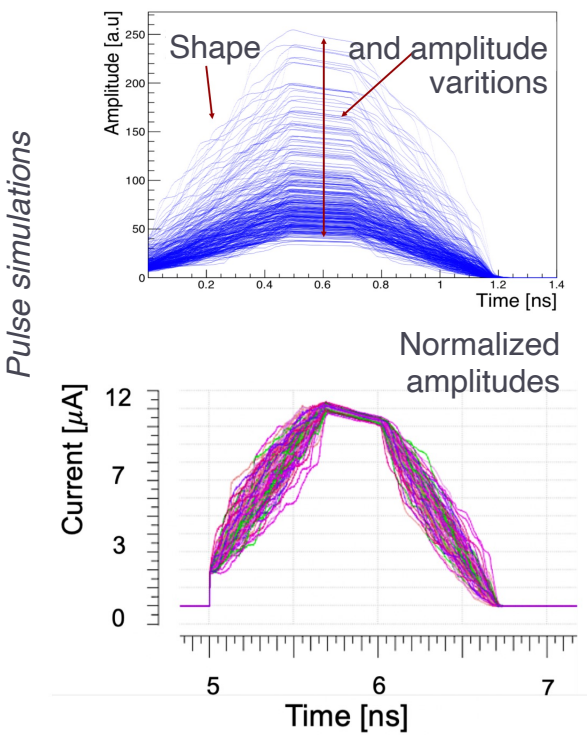 Pulse simulations
Amplitude [a.u]
250
200
150
100
50
0
Shape
and amplitude
varitions
0.2
0.4
0.6
0.8
1
1.2
1.4
Time [ns]
Normalized
amplitudes
Current [μA]
12
7
3
0
5
6
7
Time [ns]